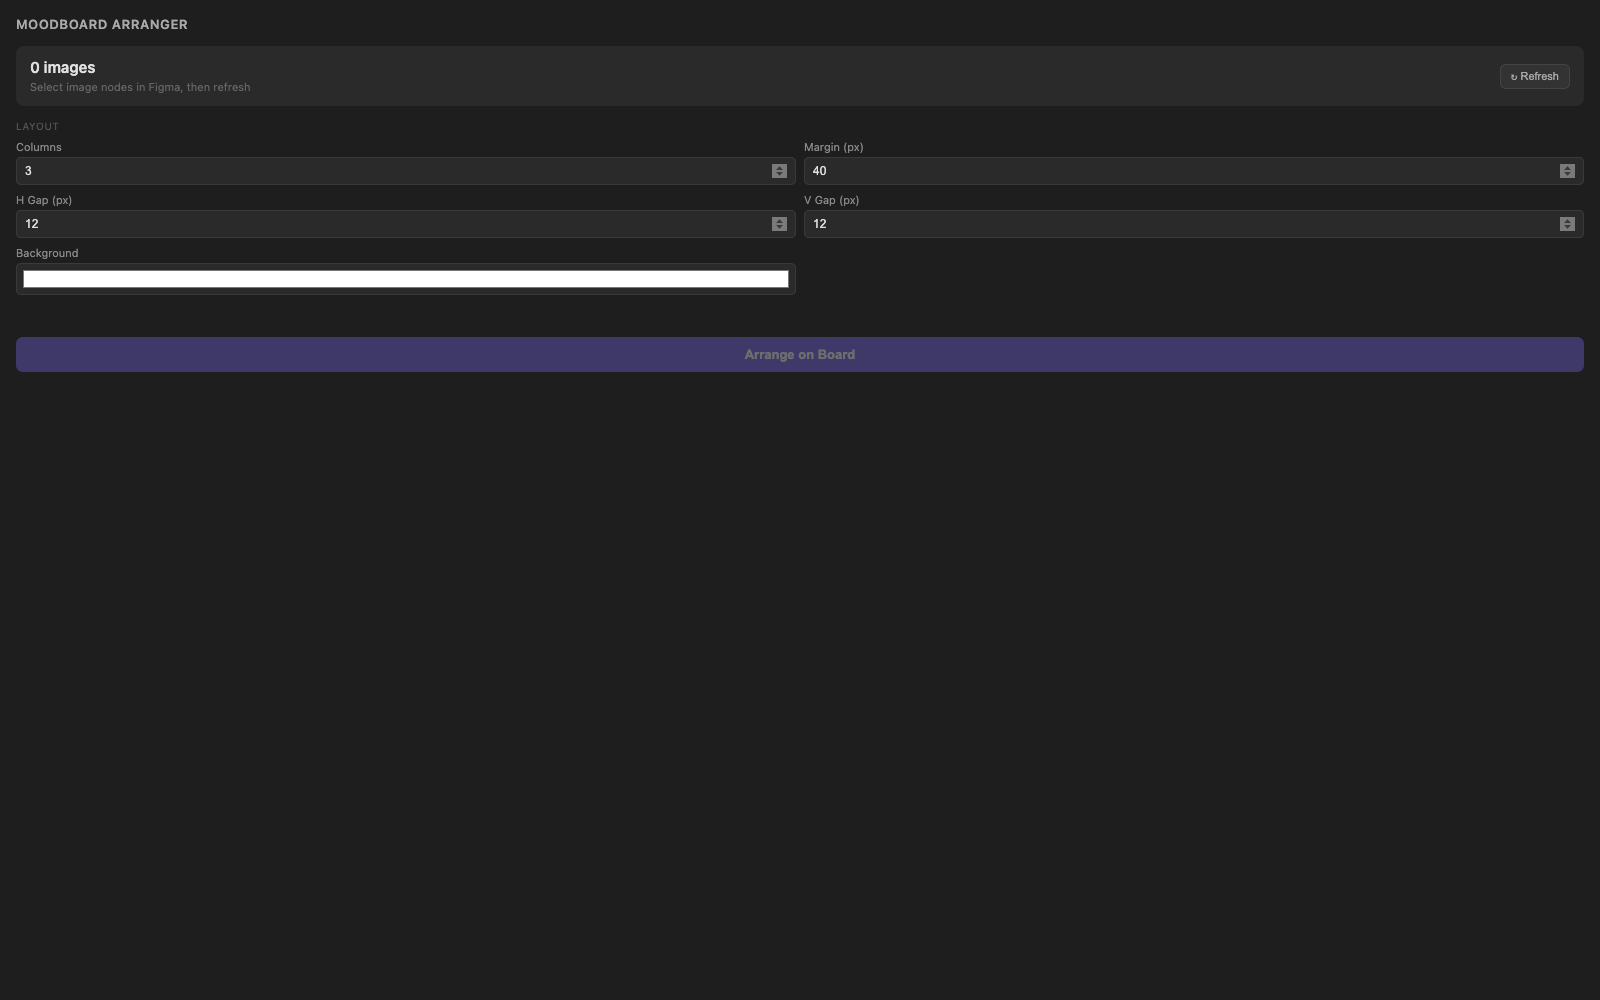 MOODBOARD ARRANGER
0 images
Select image nodes in Figma, then refresh
↻ Refresh
LAYOUT
Columns
Margin (px)
3
40
H Gap (px)
V Gap (px)
12
12
Background
Arrange on Board